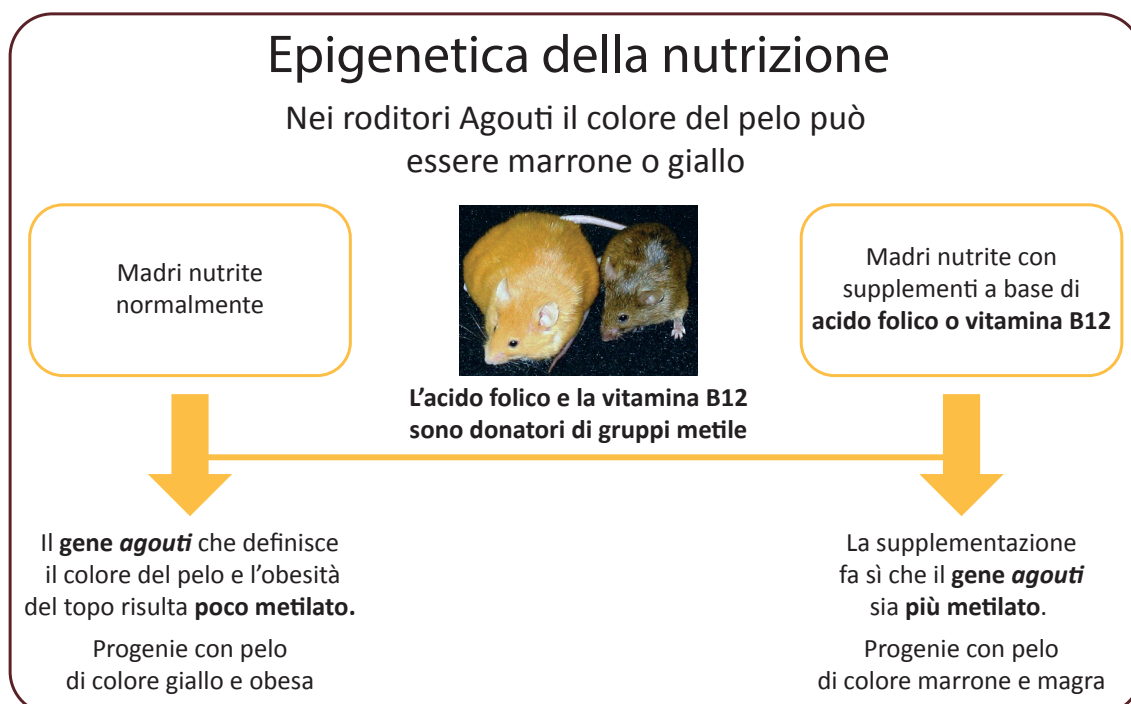 Epigenetica della nutrizione
Nei roditori Agouti il colore del pelo può
essere marrone o giallo
Madri nutrite
normalmente
Madri nutrite con
supplementi a base di
acido folico o vitamina B12
L'acido folico e la vitamina B12
sono donatori di gruppi metile
Il gene agouti che definisce
il colore del pelo e l'obesità
del topo risulta poco metilato.
Progenie con pelo
di colore giallo e obesa
La supplementazione
fa sì che il gene agouti
sia più metilato.
Progenie con pelo
di colore marrone e magra